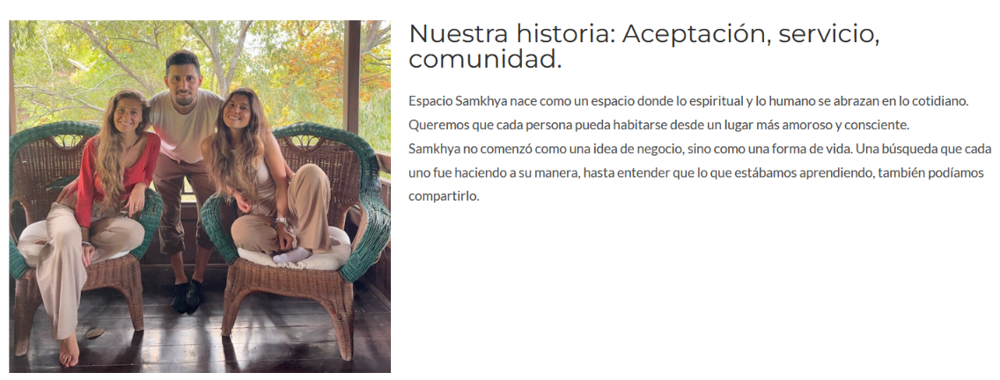 Nuestra historia: Aceptación, servicio,
comunidad.
Espacio Samkhya nace como un espacio donde lo espiritual y lo humano se abrazan en lo cotidiano.
Queremos que cada persona pueda habitarse desde un lugar más amoroso y consciente.
Samkhya no comenzó como una idea de negocio, sino como una forma de vida. Una búsqueda que cada
uno fue haciendo a su manera, hasta entender que lo que estábamos aprendiendo, también podíamos
compartirlo.